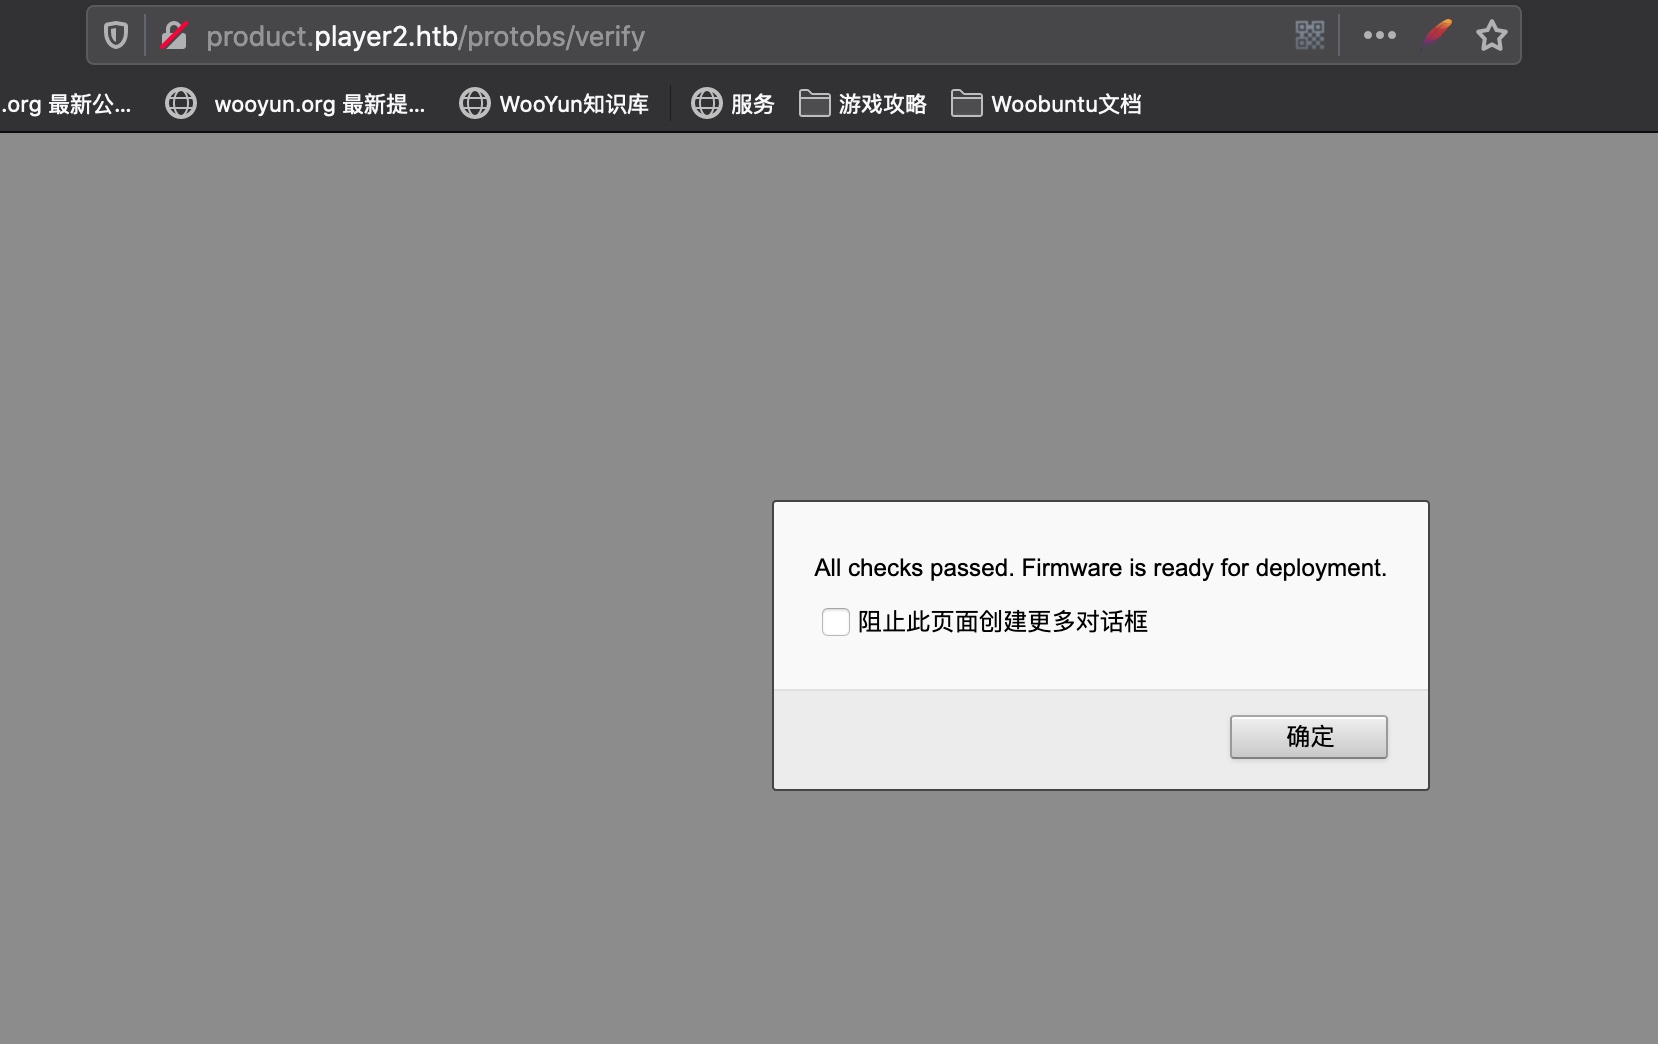 product.player2.htb/protobs/verify
.org 最新公... wooyun.org 最新提... WooYun知识库 服务 游戏攻略 Woobuntu文档
All checks passed. Firmware is ready for deployment.
阻止此页面创建更多对话框
确定